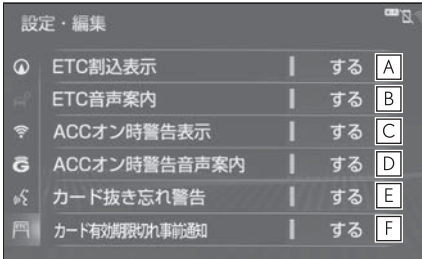 設定・編集
ETC割込表示 する A
ETC音声案内 する B
ACCオン時警告表示 する C
ACCオン時警告音声案内 する D
カード抜き忘れ警告 する E
カード有効期限切れ事前通知 する F